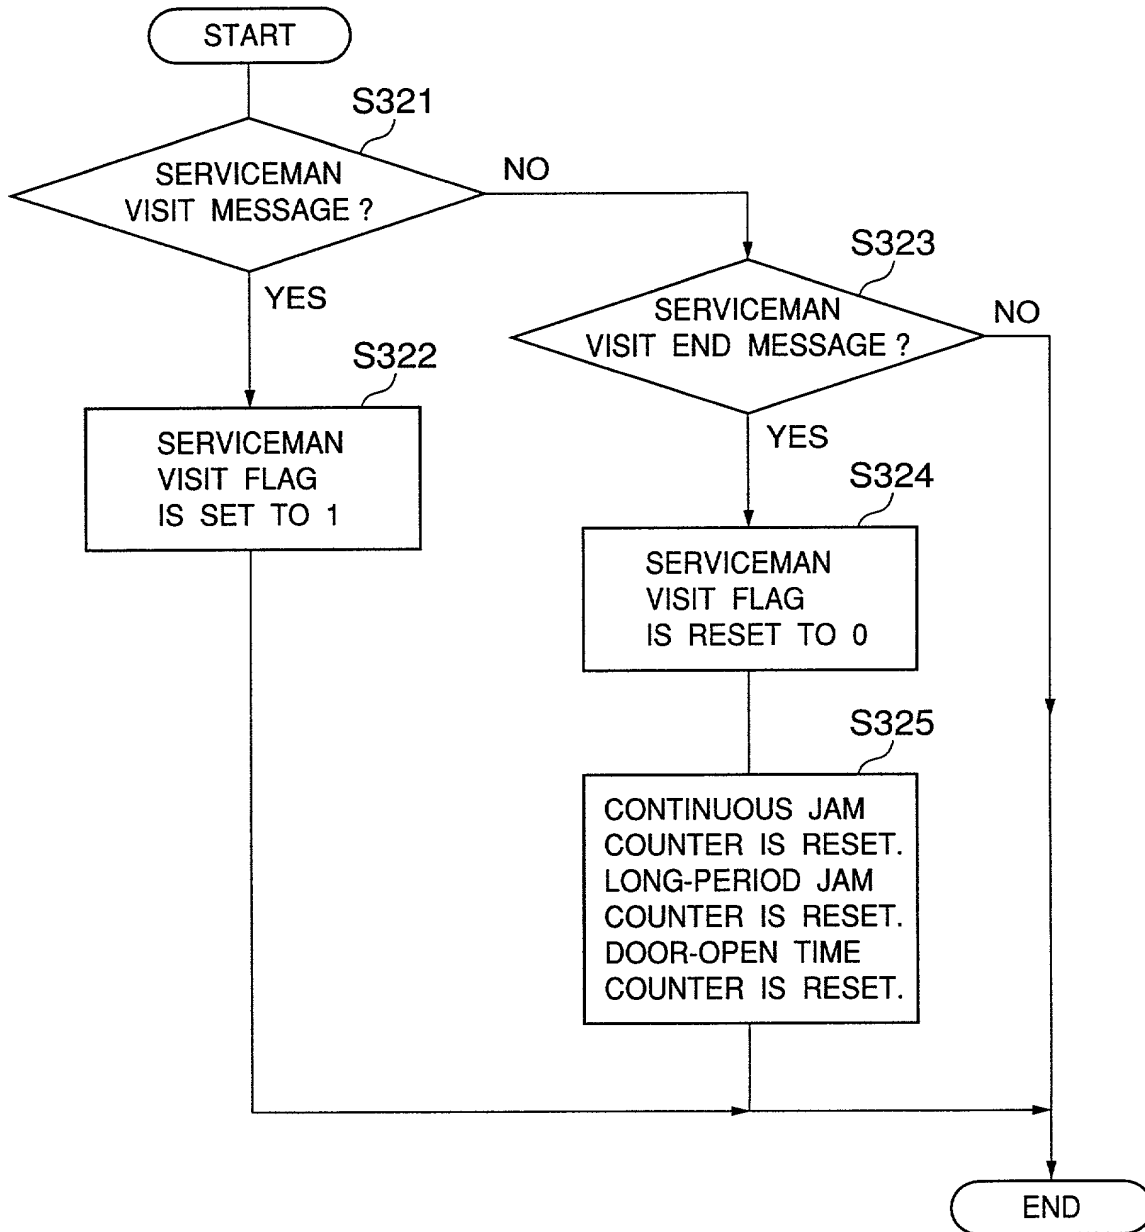 START
S321
SERVICEMAN
VISIT MESSAGE ?
NO
YES
S323
SERVICEMAN
VISIT END MESSAGE ?
NO
YES
S322
SERVICEMAN
VISIT FLAG
IS SET TO 1
S324
SERVICEMAN
VISIT FLAG
IS RESET TO 0
S325
CONTINUOUS JAM
COUNTER IS RESET.
LONG-PERIOD JAM
COUNTER IS RESET.
DOOR-OPEN TIME
COUNTER IS RESET.
END